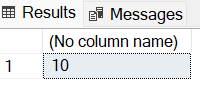 Results Messages
(No column name)
1 10